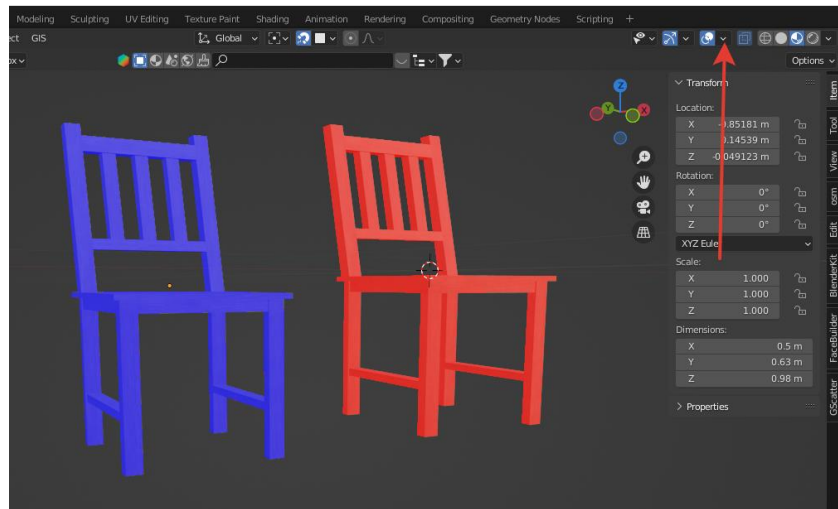 Modeling Sculpting UV Editing Texture Paint Shading Animation Rendering Compositing Geometry Nodes Scripting +
ect GIS Global
Options
Z
Y X
Transform
Location:
X -0.85181 m
Y 0.14539 m
Z -0.049123 m
Rotation:
X 0°
Y 0°
Z 0°
XYZ Eule
Scale:
X 1.000
Y 1.000
Z 1.000
Dimensions:
X 0.5 m
Y 0.63 m
Z 0.98 m
Properties
Item
Tool
View
osm
Edit
BlenderKit
FaceBuilder
GScatter